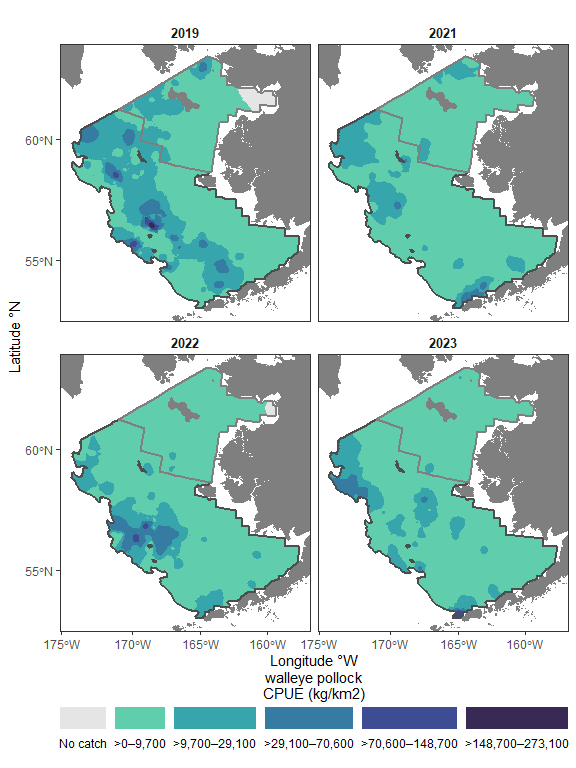 2019
2021
60°N
55°N
Latitude °N
2022
2023
60°N
55°N
175°W 170°W 165°W 160°W 175°W 170°W 165°W 160°W
Longitude °W
walleye pollock
CPUE (kg/km2)
No catch >0–9,700 >9,700–29,100 >29,100–70,600 >70,600–148,700 >148,700–273,100